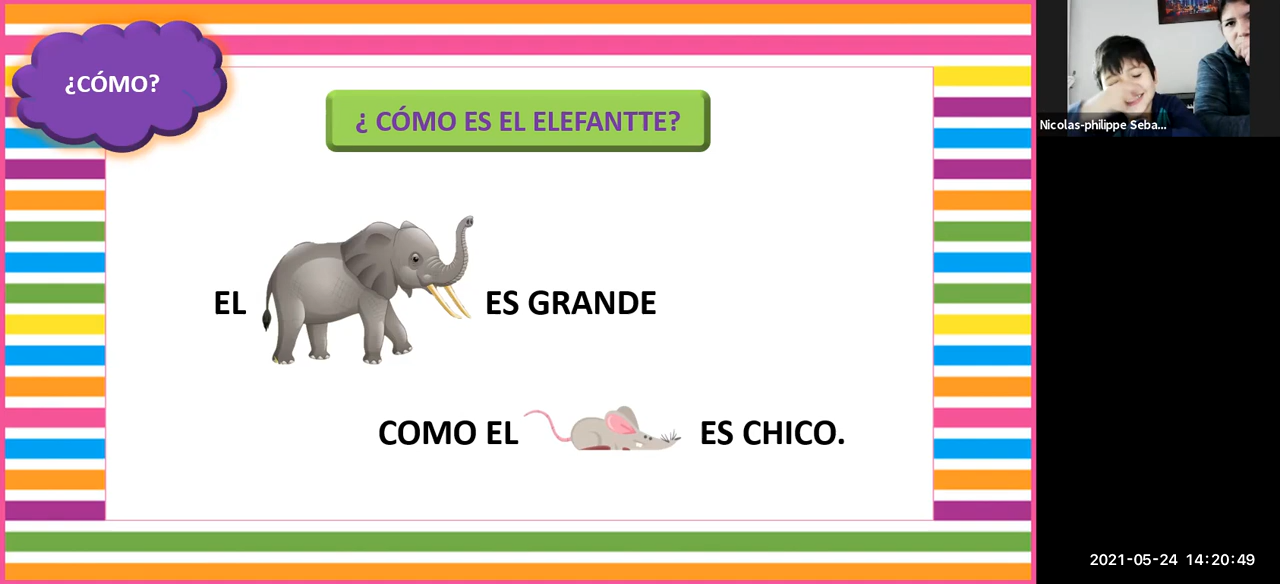 ¿CÓMO?
¿ CÓMO ES EL ELEFANTTE?
EL ES GRANDE
COMO EL ES CHICO.
Nicolas-philippe Seba...
2021-05-24 14:20:49